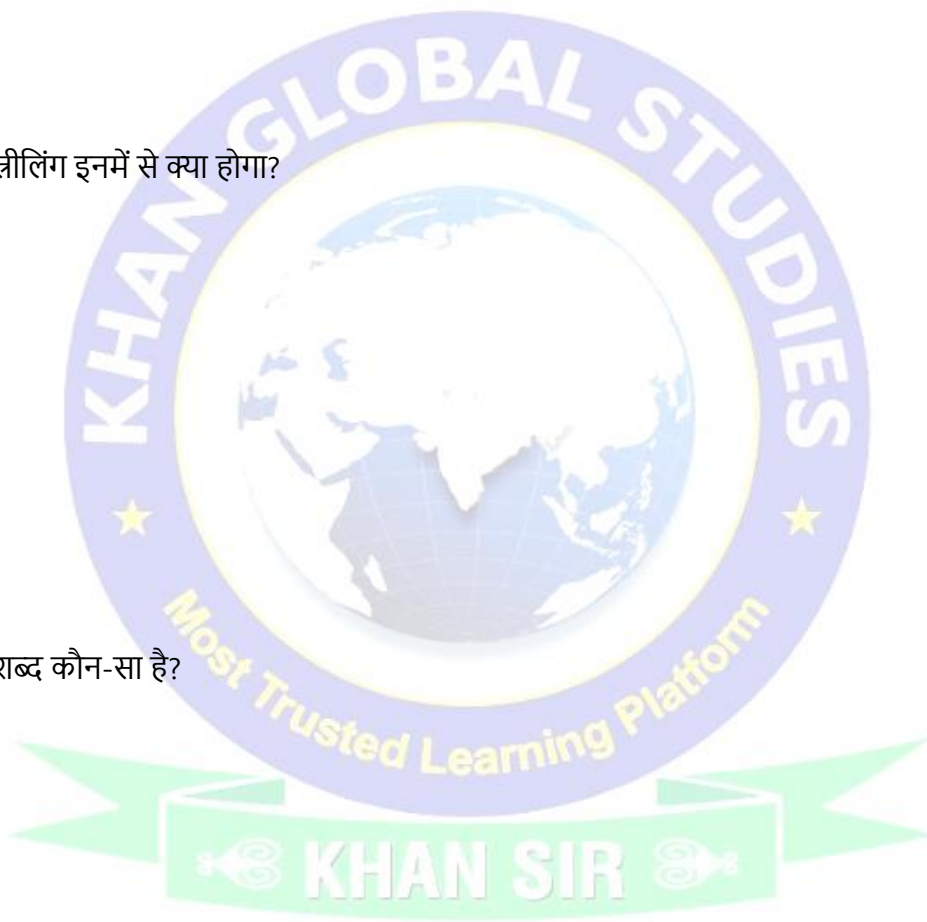 KHAN GLOBAL STUDIES
इनमें से क्या होगा?
शब्द कौन-सा है?
Most Trusted Learning Platform
KHAN SIR